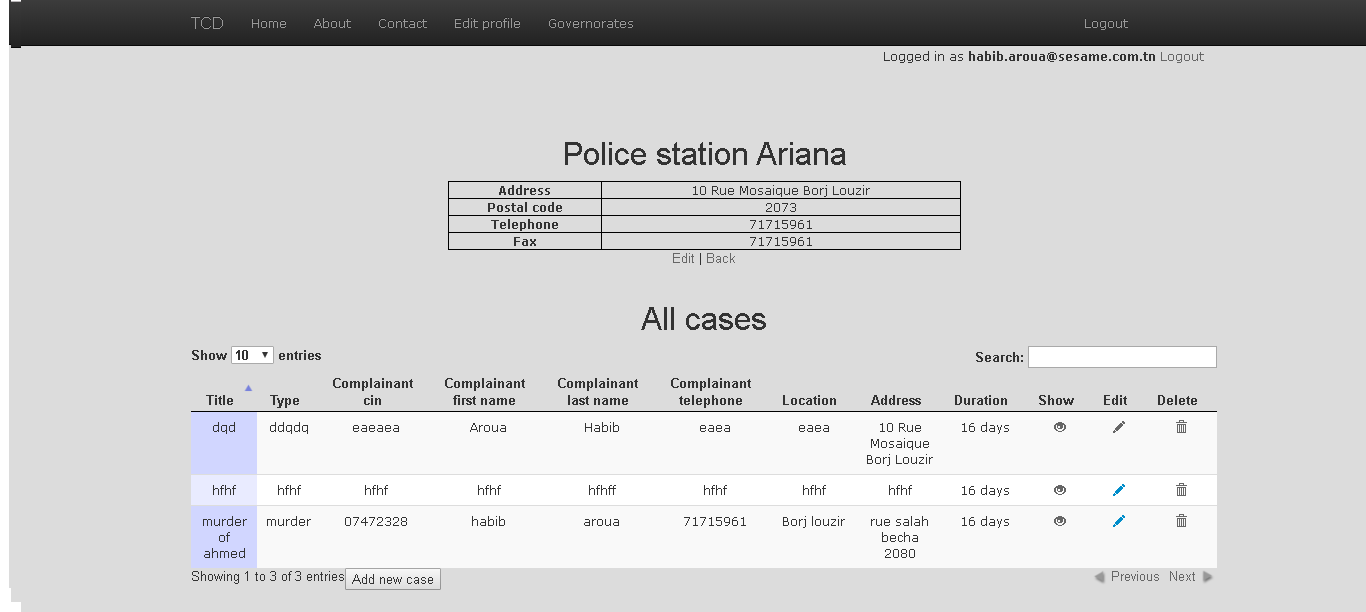 TCD Home About Contact Edit profile Governorates Logout
Logged in as habib.aroua@sesame.com.tn Logout
Police station Ariana
Address 10 Rue Mosaique Borj Louzir
Postal code 2073
Telephone 71715961
Fax 71715961
Edit | Back
All cases
Show 10 entries Search:
Complainant Complainant Complainant Complainant
Title Type cin first name last name telephone Location Address Duration Show Edit Delete
dqd ddqdq eaeaea Aroua Habib eaea eaea 10 Rue 16 days
Mosaique
Borj Louzir
hfhf hfhf hfhf hfhf hfhff hfhf hfhf hfhf 16 days
murder murder 07472328 habib aroua 71715961 Borj louzir rue salah 16 days
of becha
ahmed 2080
Showing 1 to 3 of 3 entries Add new case Previous Next